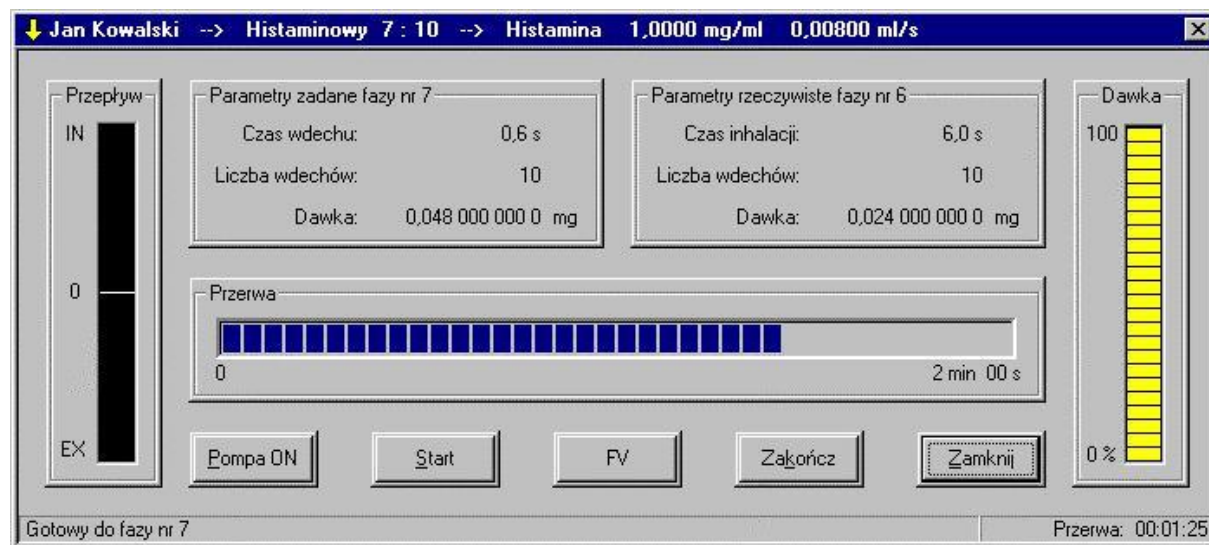 Jan Kowalski --> Histaminowy 7 : 10 --> Histamina 1,0000 mg/ml 0,00800 ml/s
Przepływ
IN
0
EX
Parametry zadane fazy nr 7
Czas wdechu: 0,6 s
Liczba wdechów: 10
Dawka: 0,048 000 000 0 mg
Parametry rzeczywiste fazy nr 6
Czas inhalacji: 6,0 s
Liczba wdechów: 10
Dawka: 0,024 000 000 0 mg
Dawka
100
0 %
Przerwa
0 2 min 00 s
Pompa ON Start FV Zakończ Zamknij
Gotowy do fazy nr 7 Przerwa: 00:01:25